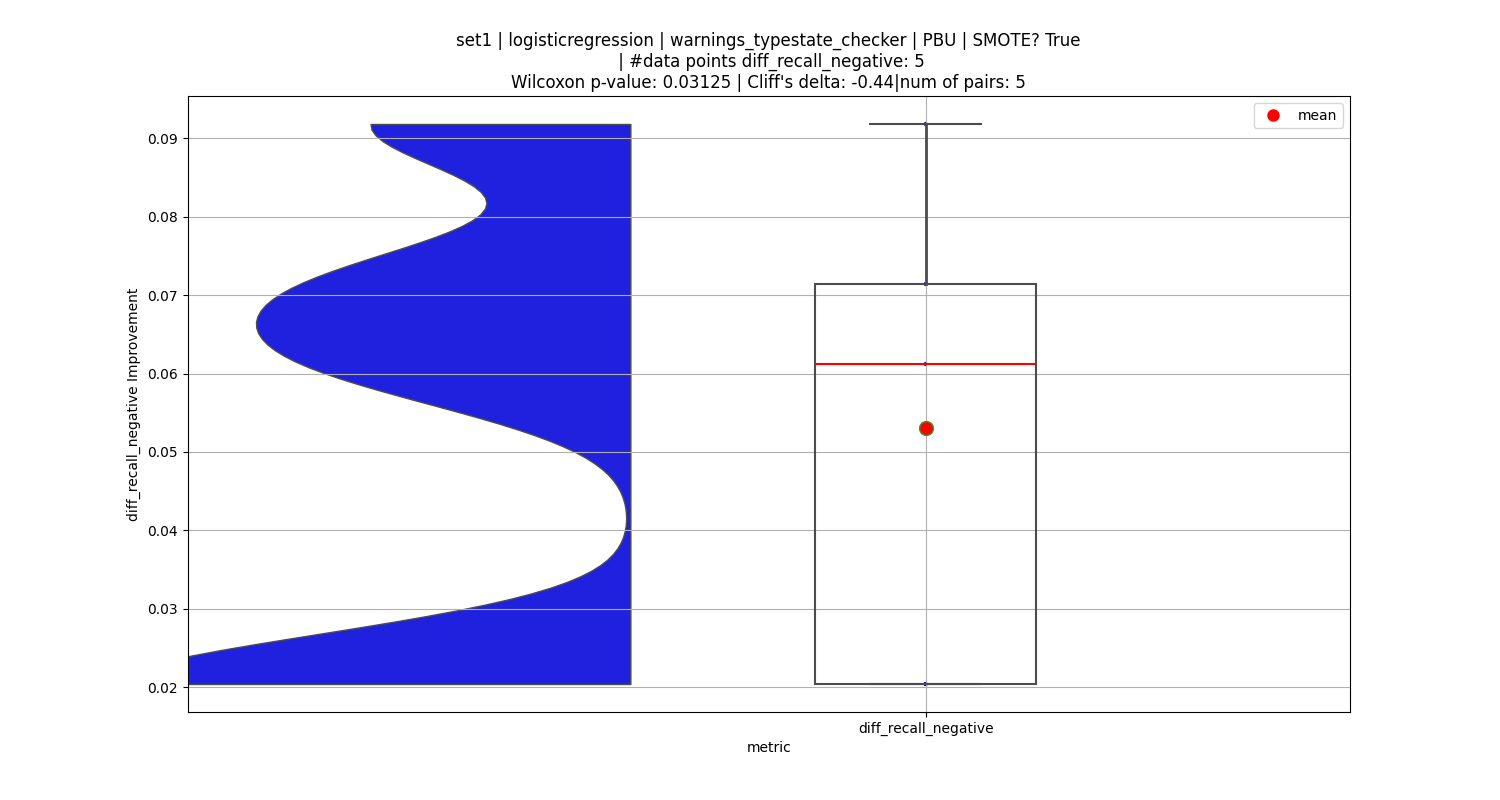 set1 | logisticregression | warnings_typestate_checker | PBU | SMOTE? True
| #data points diff_recall_negative: 5
Wilcoxon p-value: 0.03125 | Cliff's delta: -0.44|num of pairs: 5
mean
0.09
0.08
0.07
0.06
0.05
0.04
0.03
0.02
diff_recall_negative Improvement
diff_recall_negative
metric